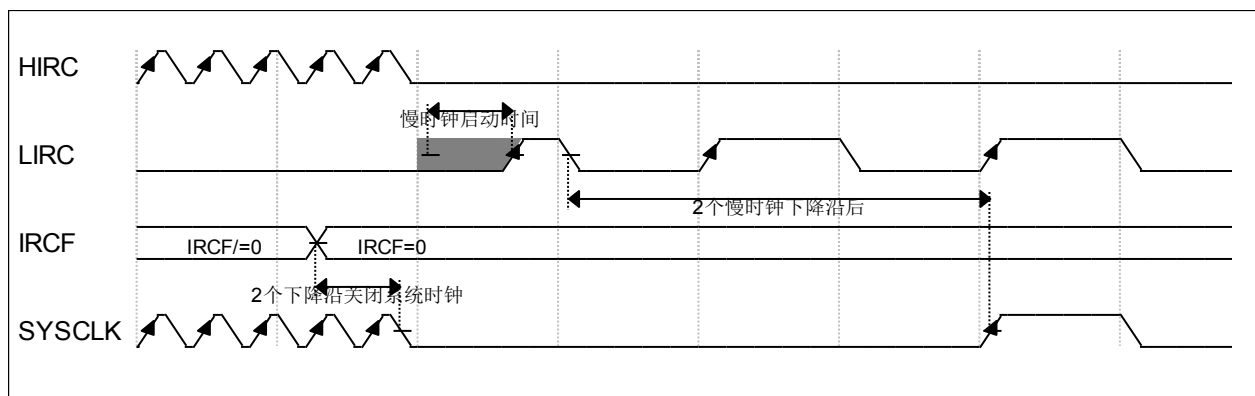 HIRC
慢时钟启动时间
LIRC
2个慢时钟下降沿后
IRCF
IRCF/=0
IRCF=0
2个下降沿关闭系统时钟
SYSCLK